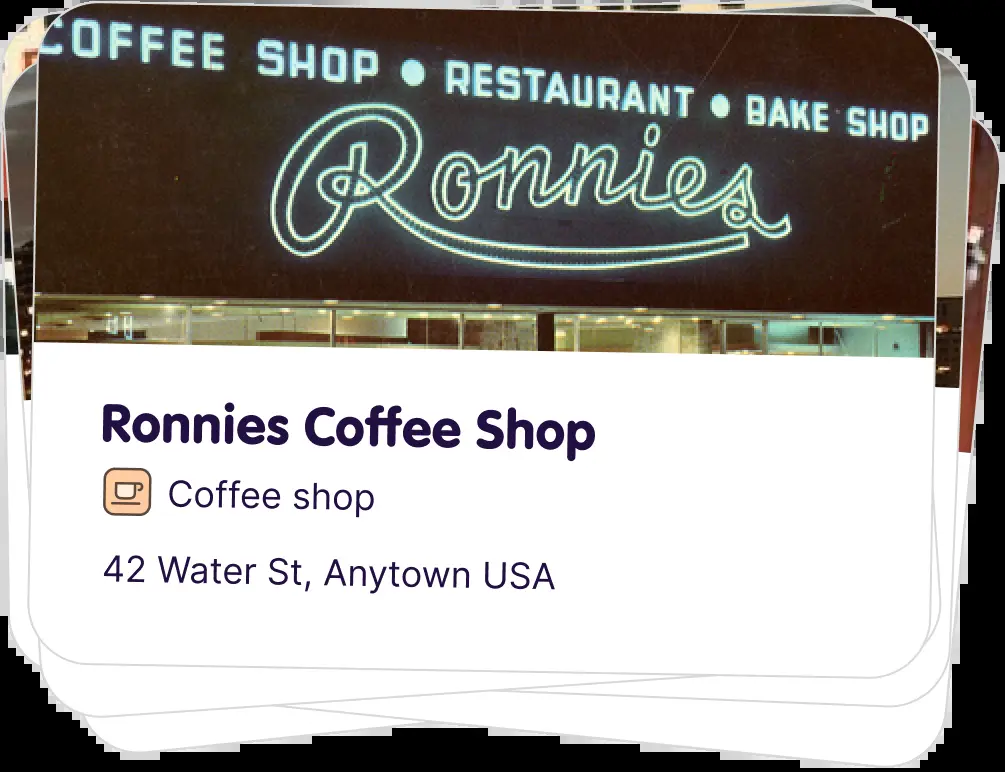 COFFEE SHOP • RESTAURANT • BAKE SHOP
Ronnies
Ronnies Coffee Shop
Coffee shop
42 Water St, Anytown USA